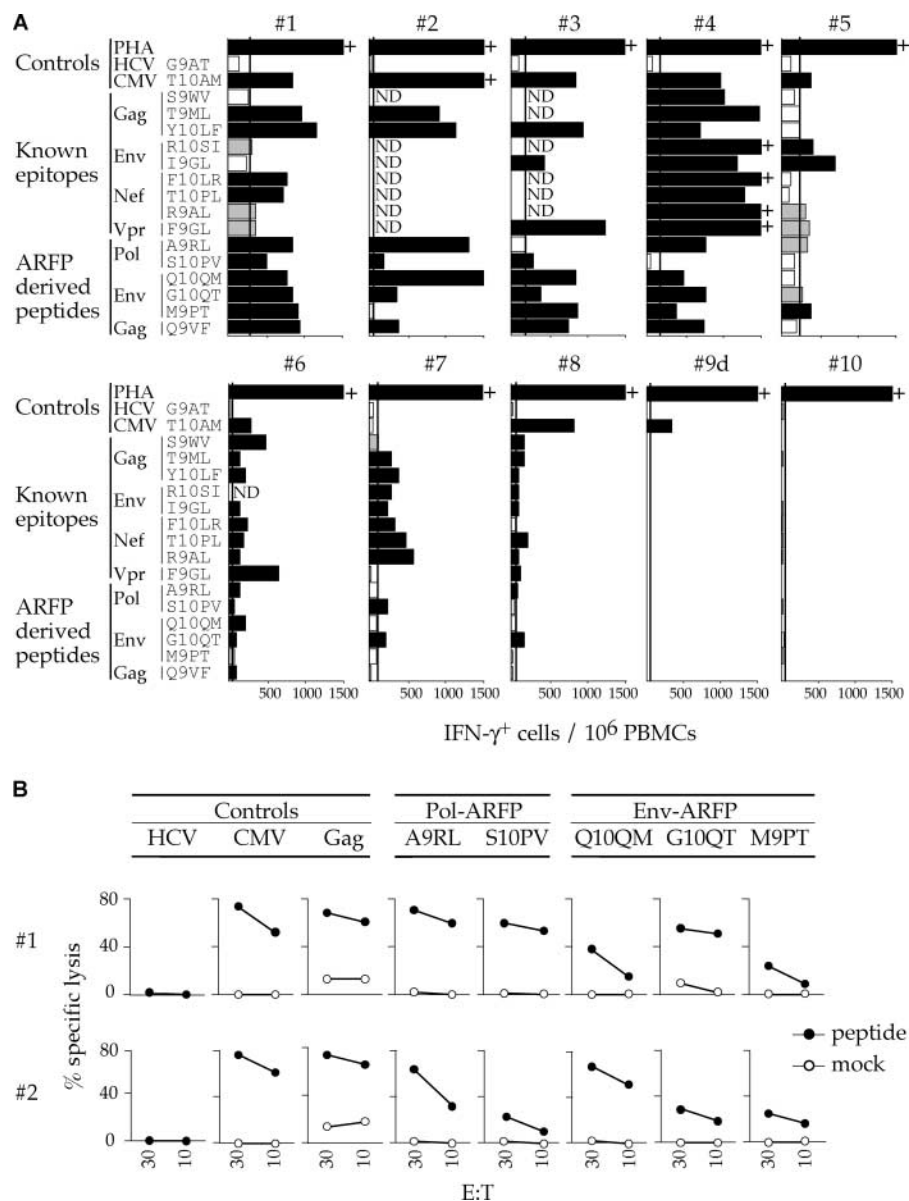 A
#1 #2 #3 #4 #5
Controls PHA +  +  +  +  +
HCV G9AT
CMV T10AM +
Known epitopes Gag S9WV ND ND
T9ML
Y10LF
Env R10SI ND ND +
I9GL ND
Nef F10LR ND ND +
T10PL ND ND
R9AL ND ND +
Vpr F9GL ND +
ARFP derived peptides Pol A9RL
S10PV
Env Q10QM
G10QT
M9PT
Gag Q9VF
#6 #7 #8 #9d #10
Controls PHA + + + + +
HCV G9AT
CMV T10AM
Known epitopes Gag S9WV
T9ML
Y10LF
Env R10SI ND
I9GL
Nef F10LR
T10PL
R9AL
Vpr F9GL
ARFP derived peptides Pol A9RL
S10PV
Env Q10QM
G10QT
M9PT
Gag Q9VF
500 1000 1500 500 1000 1500 500 1000 1500 500 1000 1500 500 1000 1500
IFN-γ+ cells / 10⁶ PBMCs
B
Controls Pol-ARFP Env-ARFP
HCV CMV Gag A9RL S10PV Q10QM G10QT M9PT
#1
80
40
0
#2
80
40
0
% specific lysis
peptide
mock
30 10 30 10 30 10 30 10 30 10 30 10 30 10 30 10
E:T